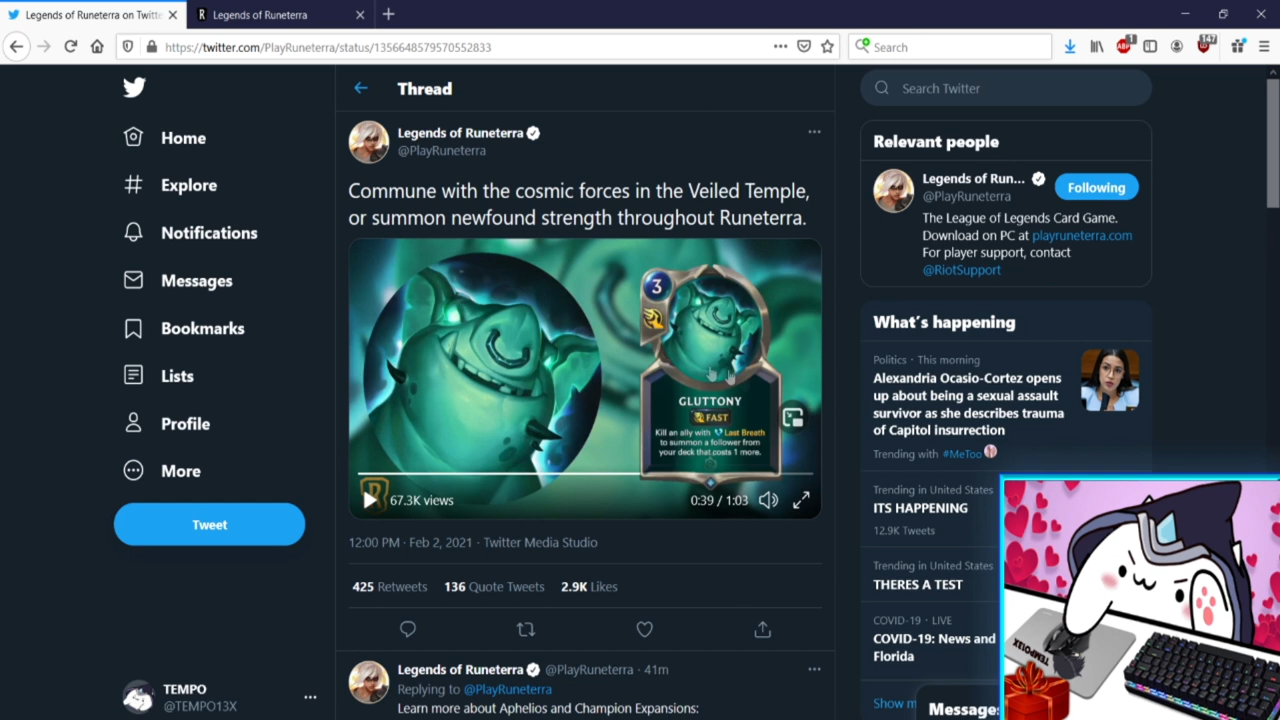 Legends of Runeterra on Twitte
Legends of Runeterra
https://twitter.com/PlayRuneterra/status/1356648579570552833
Search
ABP
1
147
Home
Explore
Notifications
Messages
Bookmarks
Lists
Profile
More
Tweet
TEMPO
@TEMPO13X
Thread
Legends of Runeterra
@PlayRuneterra
Commune with the cosmic forces in the Veiled Temple,
or summon newfound strength throughout Runeterra.
3
GLUTTONY
FAST
Kill an ally with Last Breath
to summon a follower from
your deck that costs 1 more.
67.3K views
0:39 / 1:03
12:00 PM · Feb 2, 2021 · Twitter Media Studio
425 Retweets 136 Quote Tweets 2.9K Likes
Legends of Runeterra @PlayRuneterra · 41m
Replying to @PlayRuneterra
Learn more about Aphelios and Champion Expansions:
Search Twitter
Relevant people
Legends of Run...
@PlayRuneterra
Following
The League of Legends Card Game.
Download on PC at playruneterra.com
For player support, contact
@RiotSupport
What's happening
Politics · This morning
Alexandria Ocasio-Cortez opens
up about being a sexual assault
survivor as she describes trauma
of Capitol insurrection
Trending with #MeToo
Trending in United States
ITS HAPPENING
12.9K Tweets
Trending in United States
THERES A TEST
COVID-19 · LIVE
COVID-19: News and
Florida
Show m
Messages
TEMPO13X